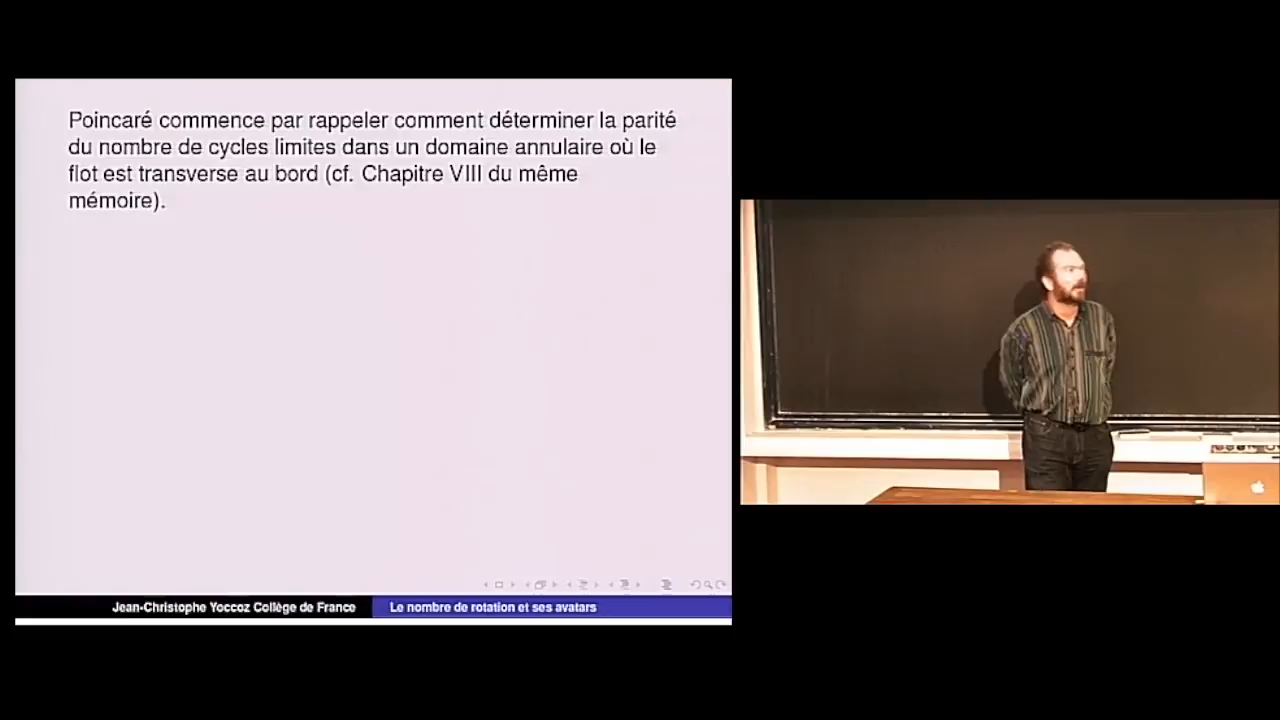 Poincaré commence par rappeler comment déterminer la parité
du nombre de cycles limites dans un domaine annulaire où le
flot est transverse au bord (cf. Chapitre VIII du même
mémoire).
Jean-Christophe Yoccoz Collège de France
Le nombre de rotation et ses avatars